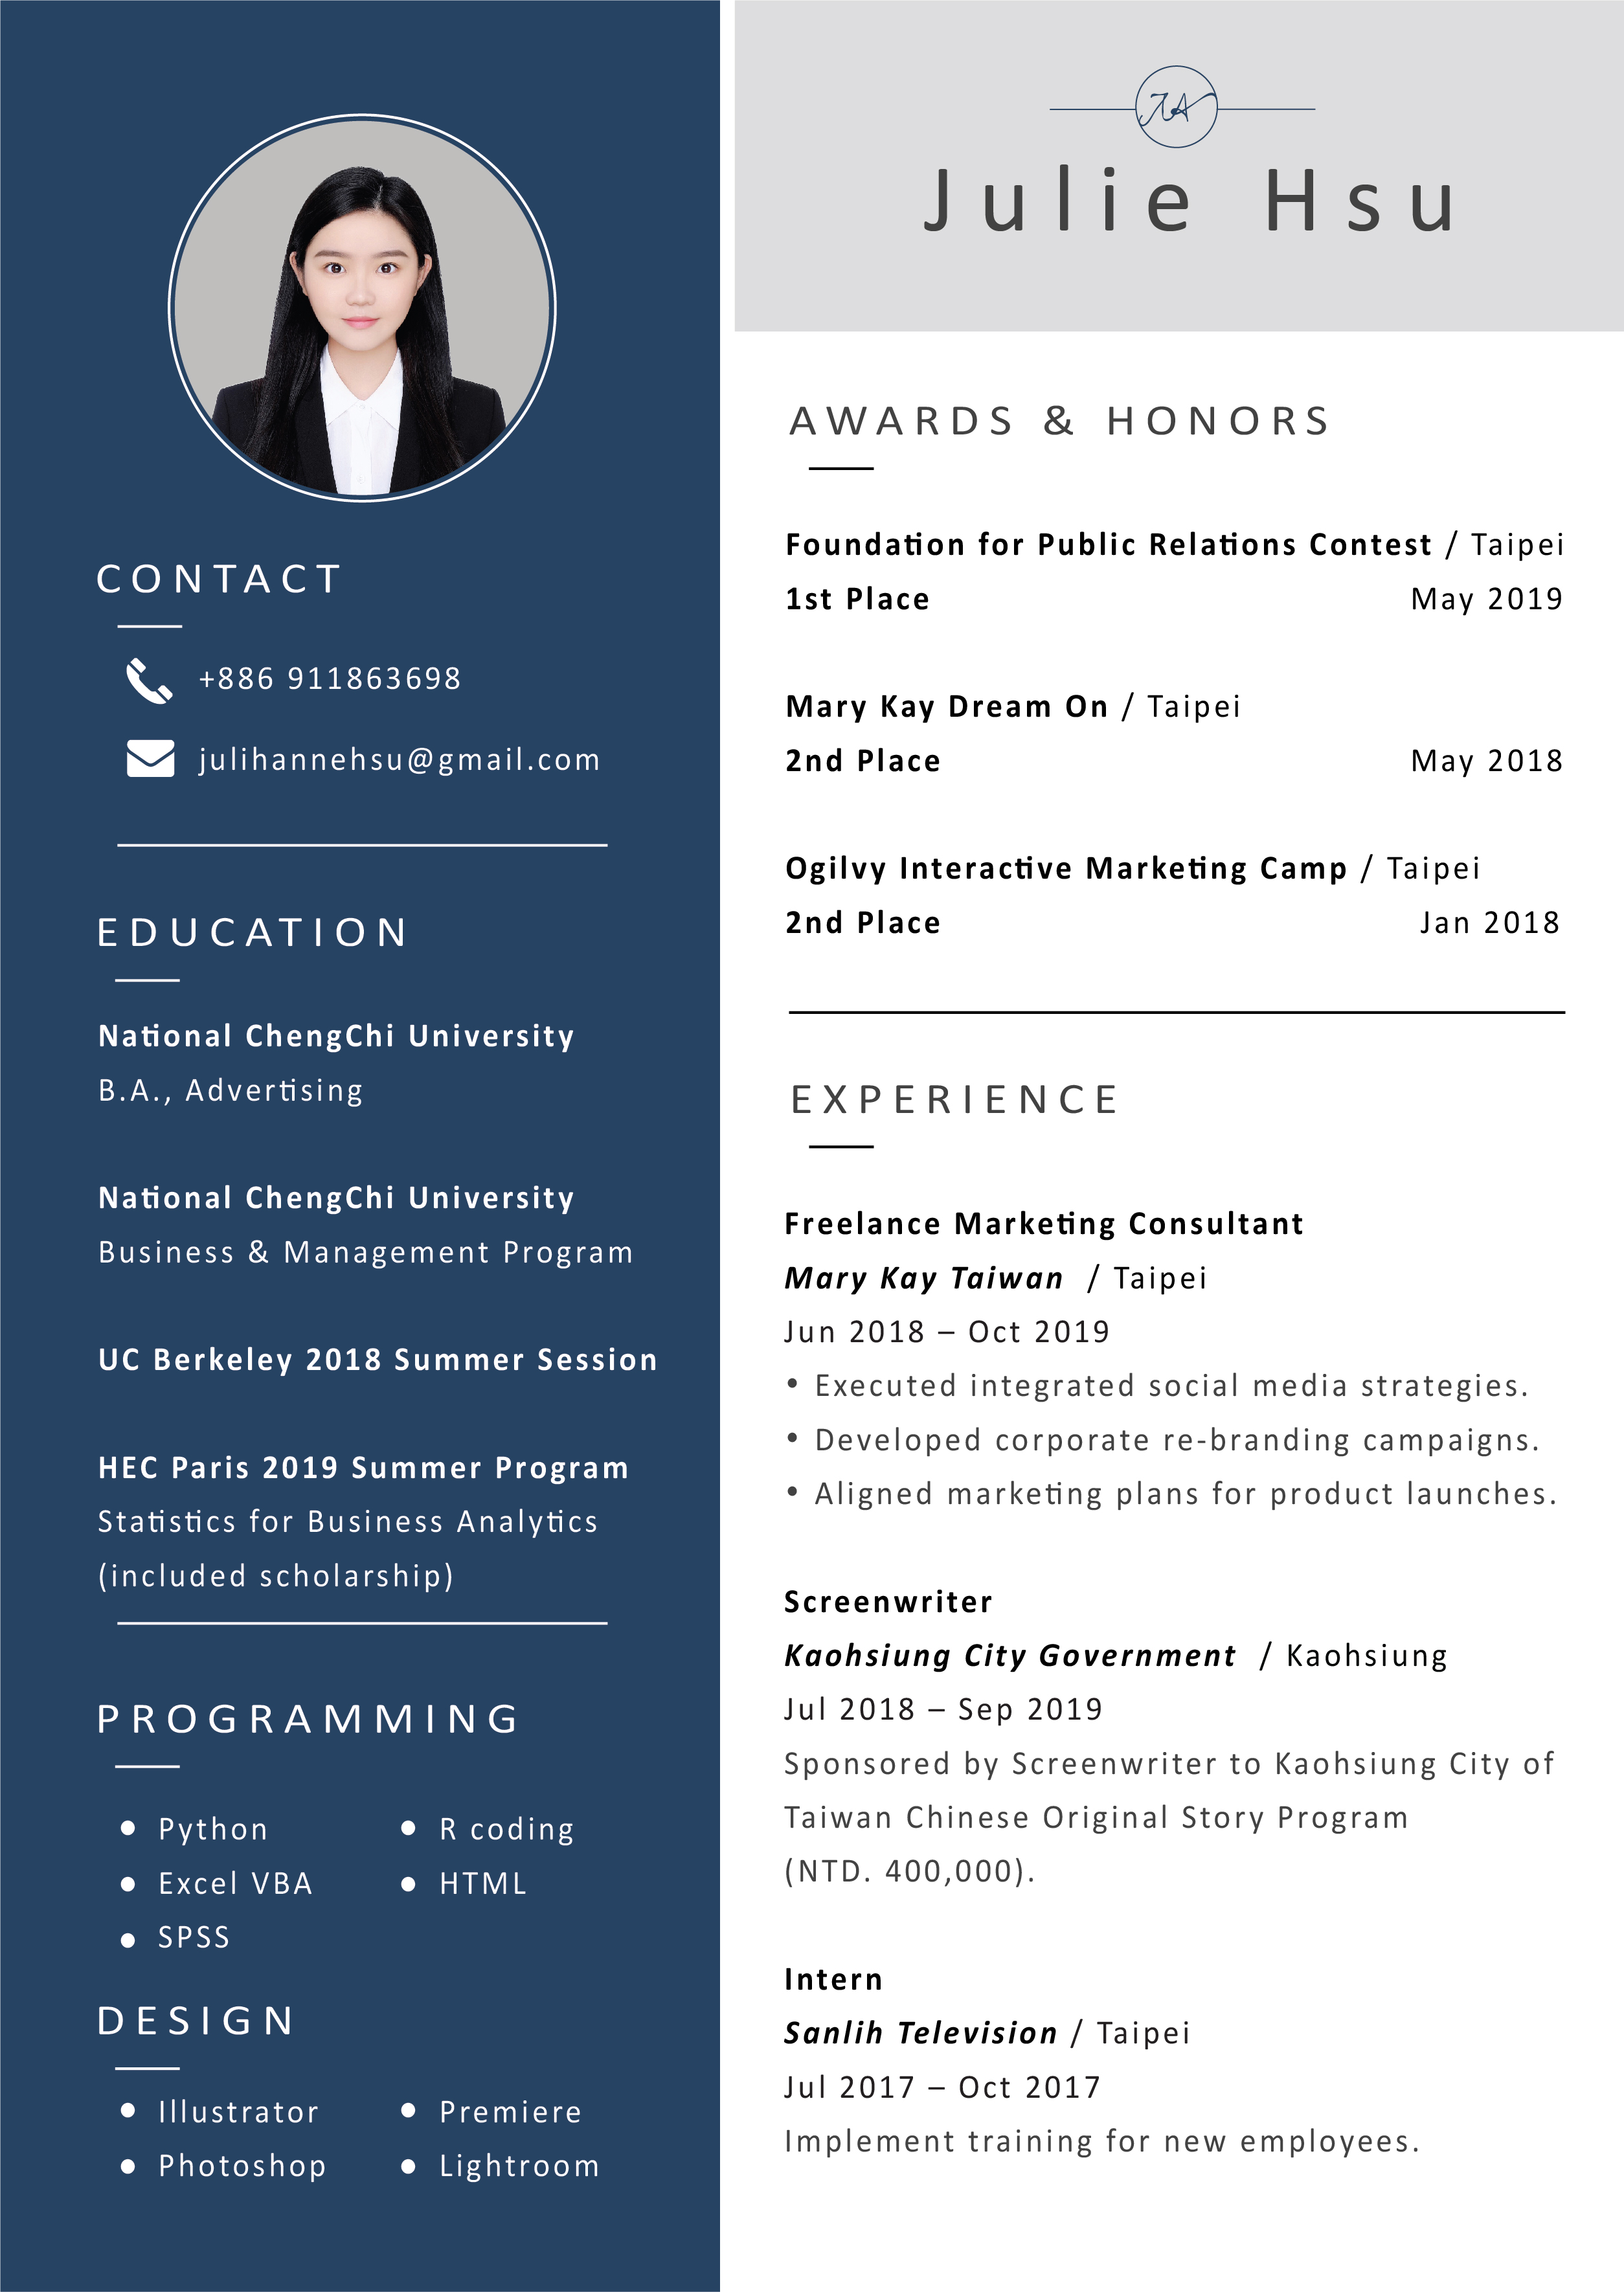 CONTACT
+886 911863698
julihannehsu@gmail.com
EDUCATION
National ChengChi University
B.A., Advertising
National ChengChi University
Business & Management Program
UC Berkeley 2018 Summer Session
HEC Paris 2019 Summer Program
Statistics for Business Analytics
(included scholarship)
PROGRAMMING
• Python
• Excel VBA
• SPSS
• R coding
• HTML
DESIGN
• Illustrator
• Photoshop
• Premiere
• Lightroom
JA
Julie Hsu
AWARDS & HONORS
Foundation for Public Relations Contest / Taipei
1st Place May 2019
Mary Kay Dream On / Taipei
2nd Place May 2018
Ogilvy Interactive Marketing Camp / Taipei
2nd Place Jan 2018
EXPERIENCE
Freelance Marketing Consultant
Mary Kay Taiwan / Taipei
Jun 2018 – Oct 2019
• Executed integrated social media strategies.
• Developed corporate re-branding campaigns.
• Aligned marketing plans for product launches.
Screenwriter
Kaohsiung City Government / Kaohsiung
Jul 2018 – Sep 2019
Sponsored by Screenwriter to Kaohsiung City of
Taiwan Chinese Original Story Program
(NTD. 400,000).
Intern
Sanlih Television / Taipei
Jul 2017 – Oct 2017
Implement training for new employees.